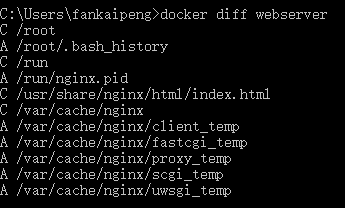 C:\Users\fankaipeng>docker diff webserver
C /root
A /root/.bash_history
C /run
A /run/nginx.pid
C /usr/share/nginx/html/index.html
C /var/cache/nginx
A /var/cache/nginx/client_temp
A /var/cache/nginx/fastcgi_temp
A /var/cache/nginx/proxy_temp
A /var/cache/nginx/scgi_temp
A /var/cache/nginx/uwsgi_temp